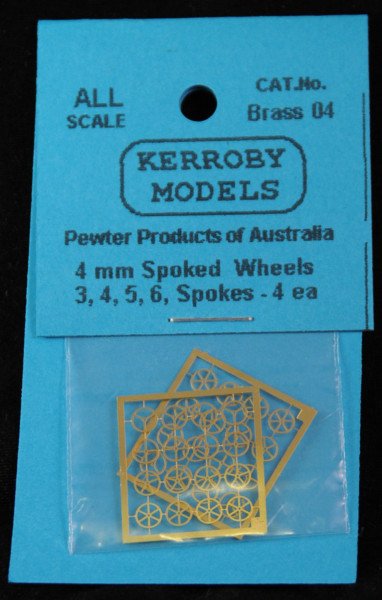 ALL
SCALE
CAT.No.
Brass 04
KERROBY
MODELS
Pewter Products of Australia
4 mm Spoked Wheels
3, 4, 5, 6, Spokes - 4 ea